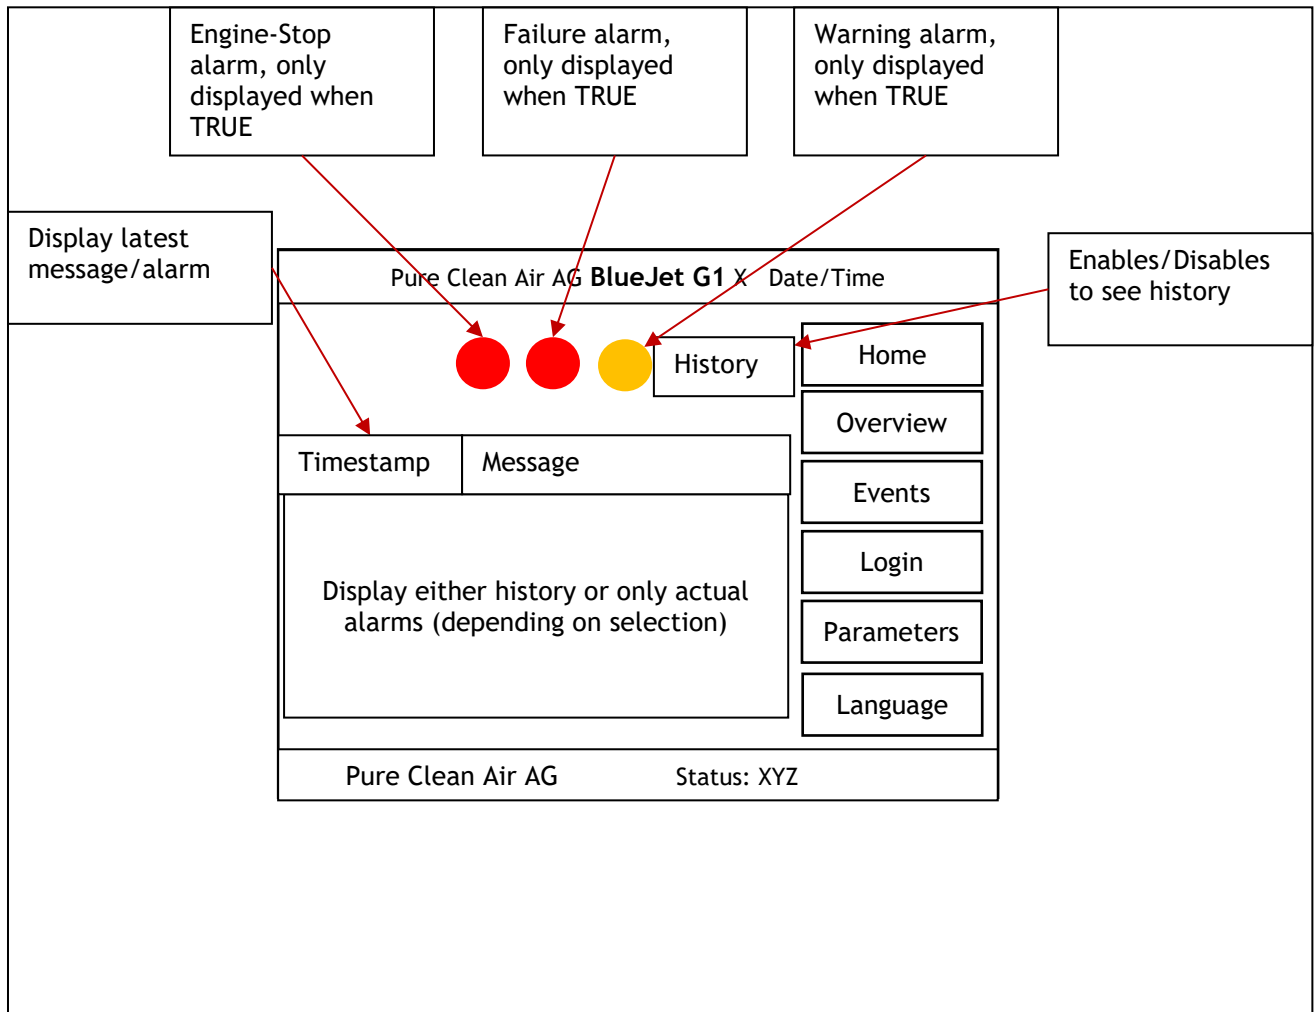 Engine-Stop
alarm, only
displayed when
TRUE
Failure alarm,
only displayed
when TRUE
Warning alarm,
only displayed
when TRUE
Display latest
message/alarm
Enables/Disables
to see history
Pure Clean Air AG BlueJet G1 X Date/Time
History
Home
Overview
Timestamp
Message
Events
Login
Display either history or only actual
alarms (depending on selection)
Parameters
Language
Pure Clean Air AG
Status: XYZ